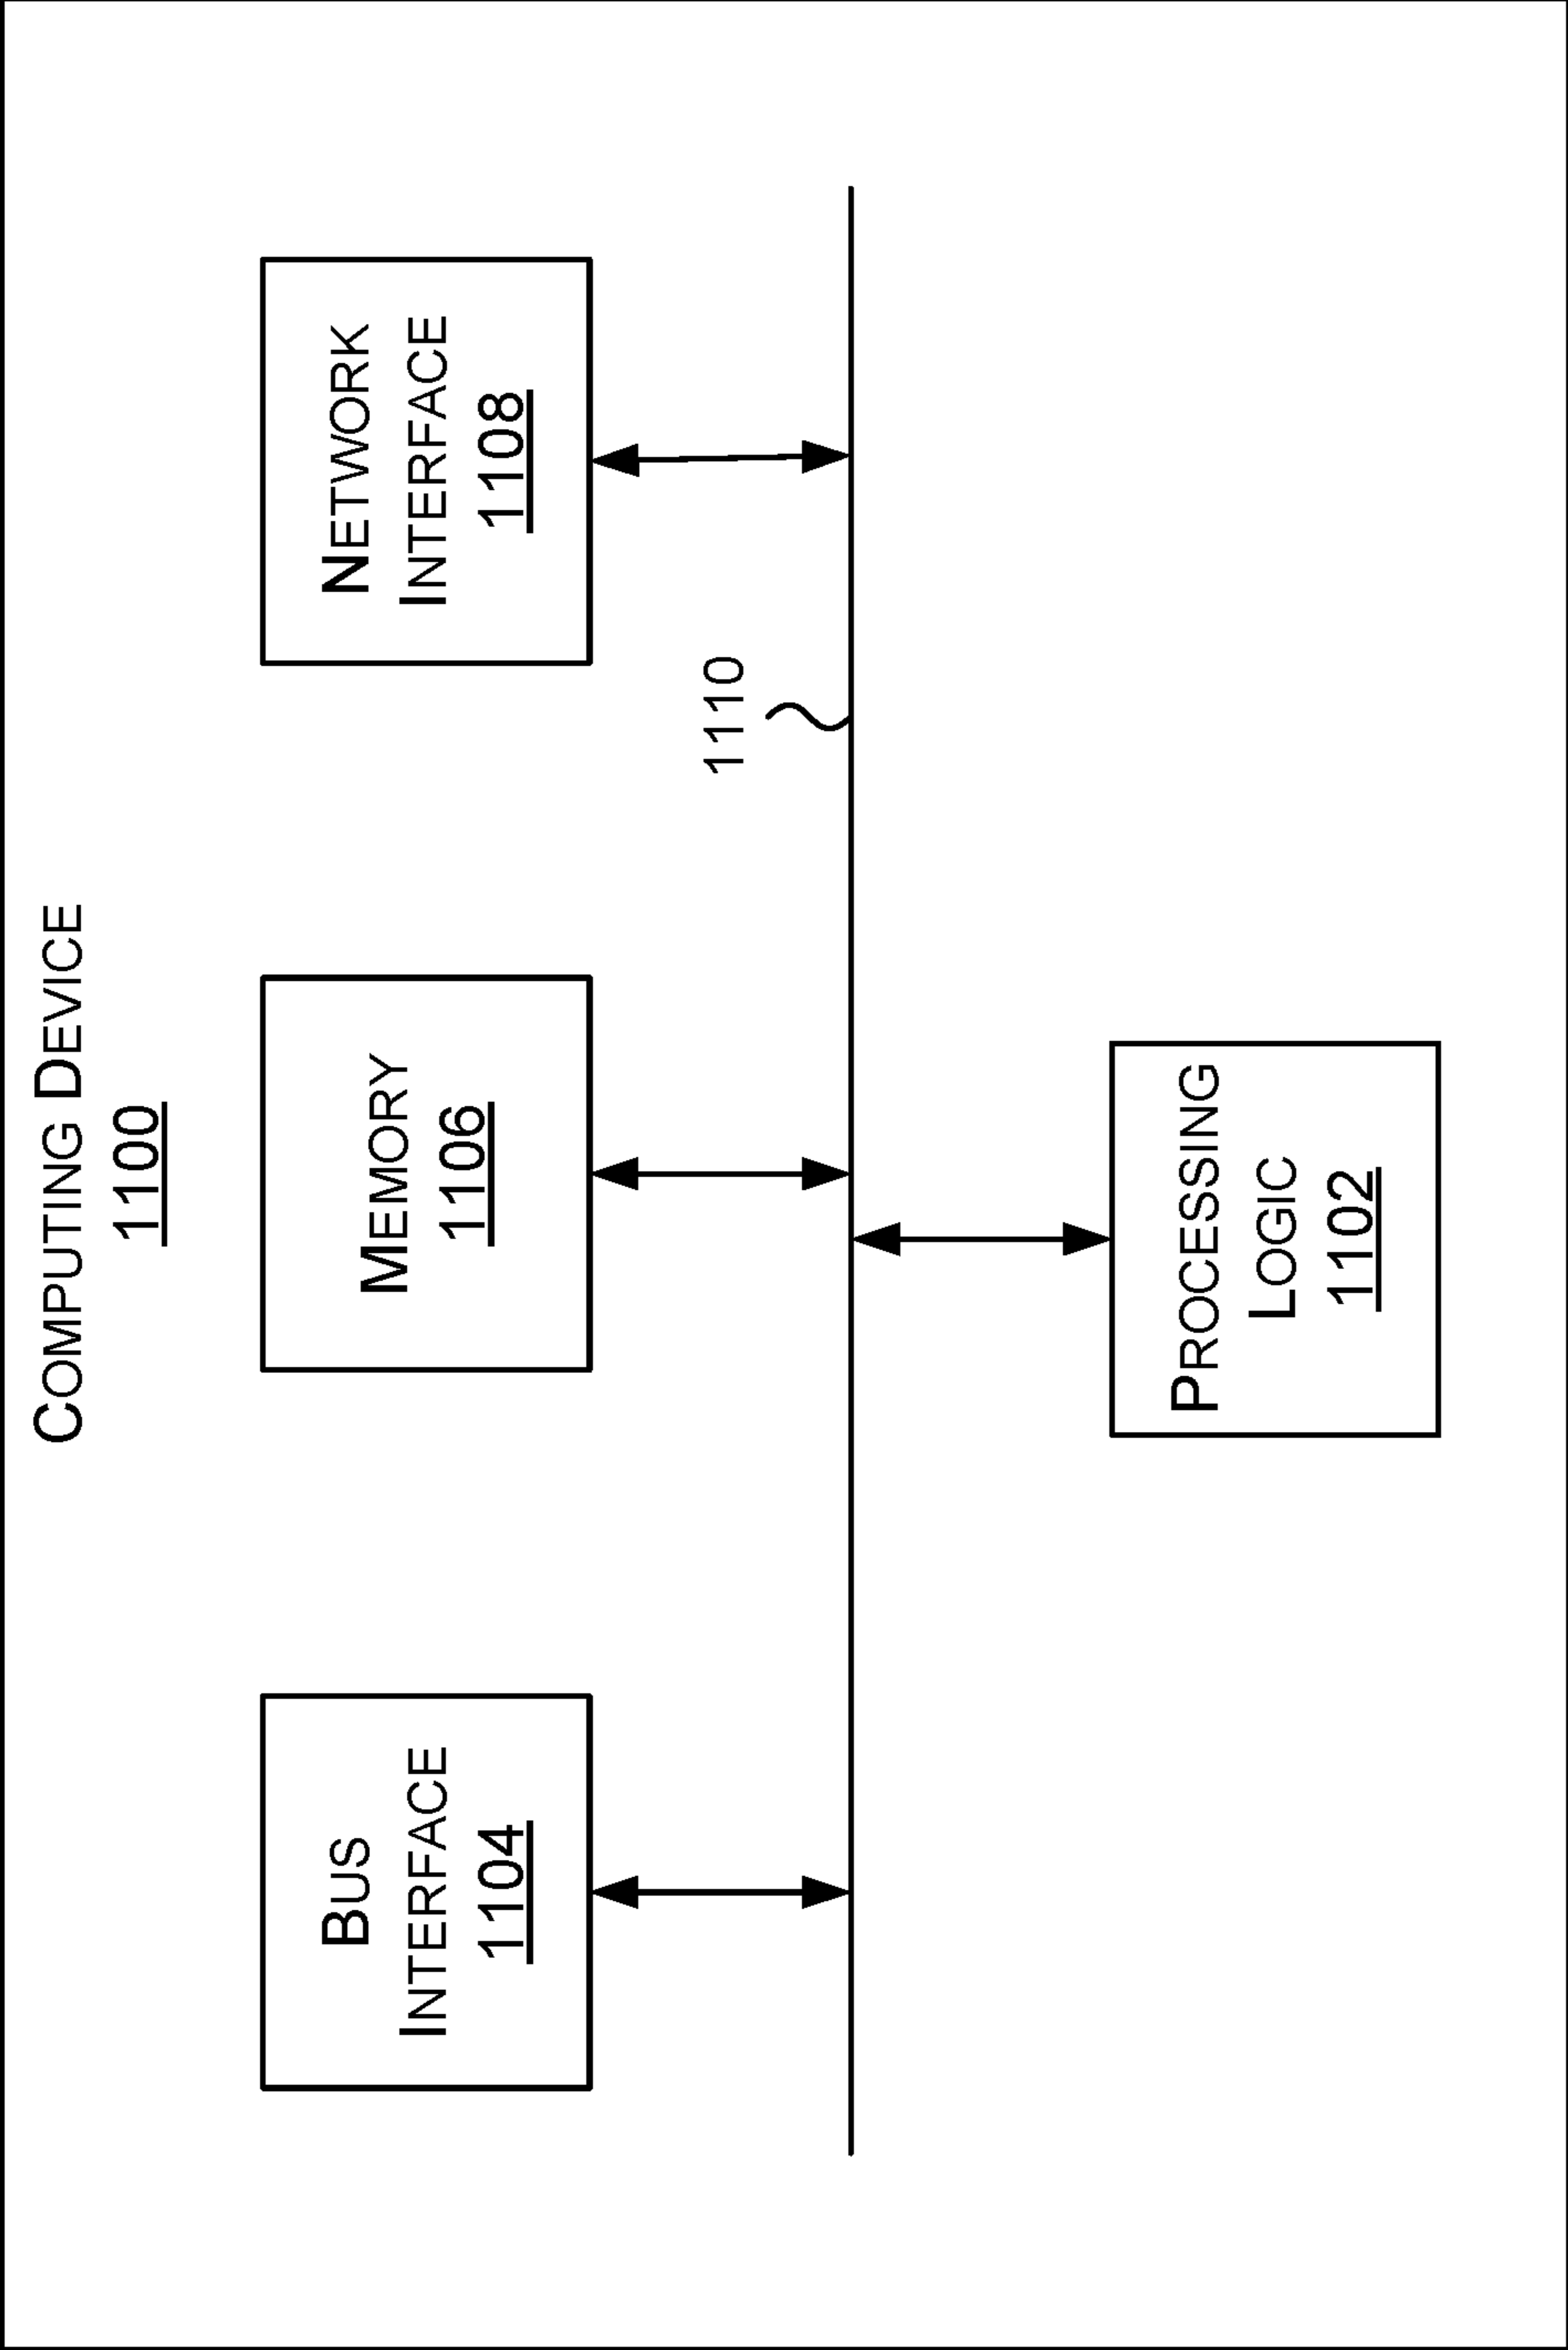 COMPUTING DEVICE
1100
BUS
INTERFACE
1104
MEMORY
1106
NETWORK
INTERFACE
1108
1110
PROCESSING
LOGIC
1102